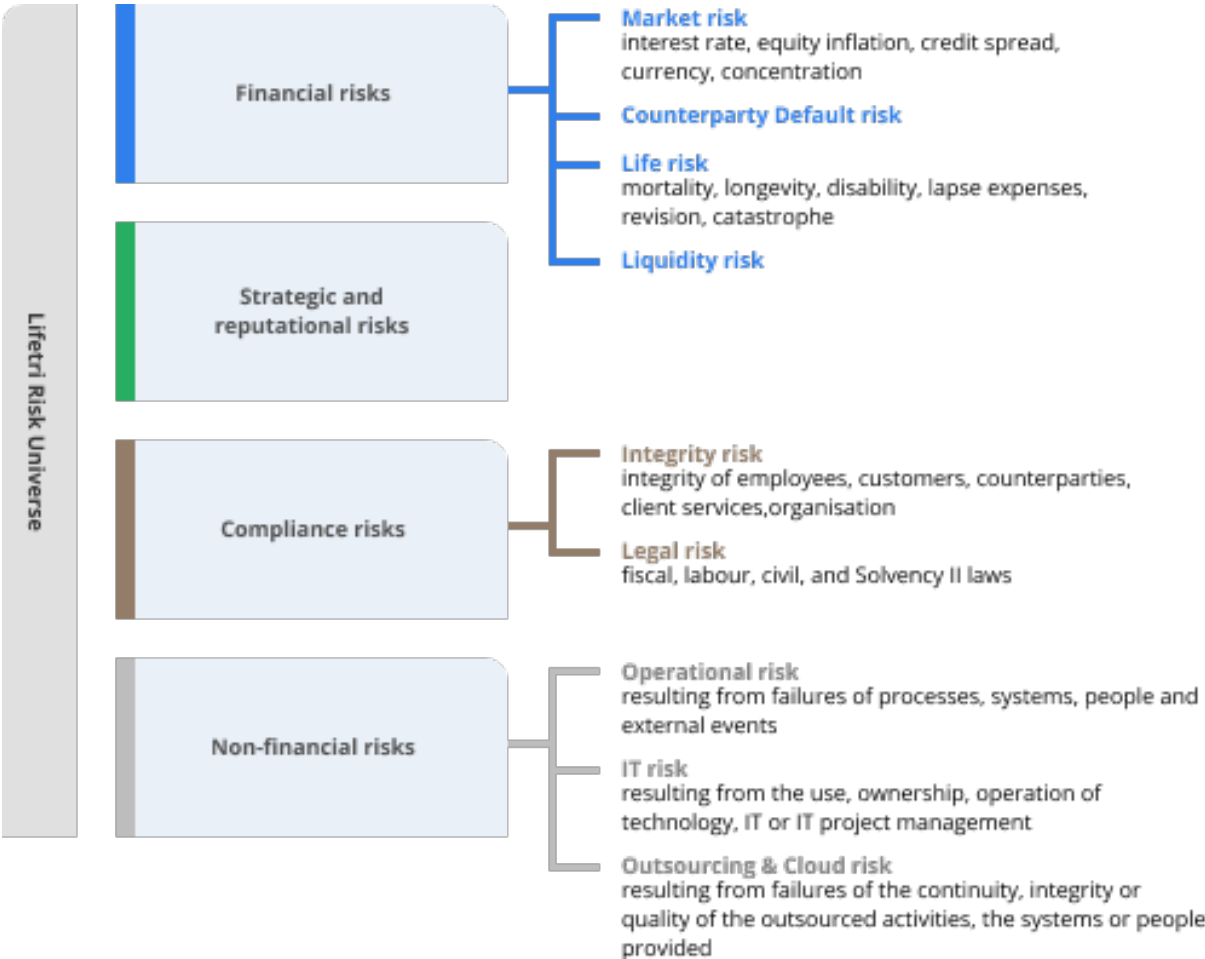 Lifetri Risk Universe
Financial risks
Market risk
interest rate, equity inflation, credit spread,
currency, concentration
Counterparty Default risk
Life risk
mortality, longevity, disability, lapse expenses,
revision, catastrophe
Liquidity risk
Strategic and
reputational risks
Compliance risks
Integrity risk
integrity of employees, customers, counterparties,
client services,organisation
Legal risk
fiscal, labour, civil, and Solvency II laws
Non-financial risks
Operational risk
resulting from failures of processes, systems, people and
external events
IT risk
resulting from the use, ownership, operation of
technology, IT or IT project management
Outsourcing & Cloud risk
resulting from failures of the continuity, integrity or
quality of the outsourced activities, the systems or people
provided